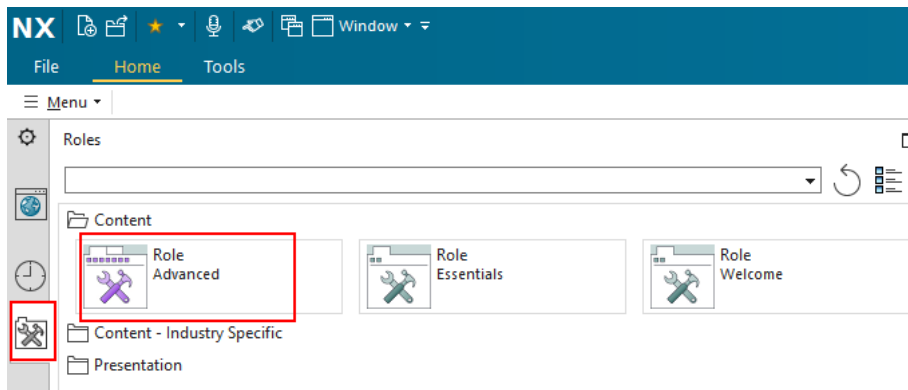 NX Window
File Home Tools
Menu
Roles
Content
Role Role Role
Advanced Essentials Welcome
Content - Industry Specific
Presentation